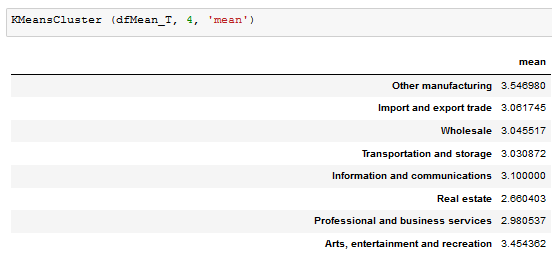 KMeansCluster (dfMean_T, 4, 'mean')
mean
Other manufacturing 3.546980
Import and export trade 3.061745
Wholesale 3.045517
Transportation and storage 3.030872
Information and communications 3.100000
Real estate 2.660403
Professional and business services 2.980537
Arts, entertainment and recreation 3.454362